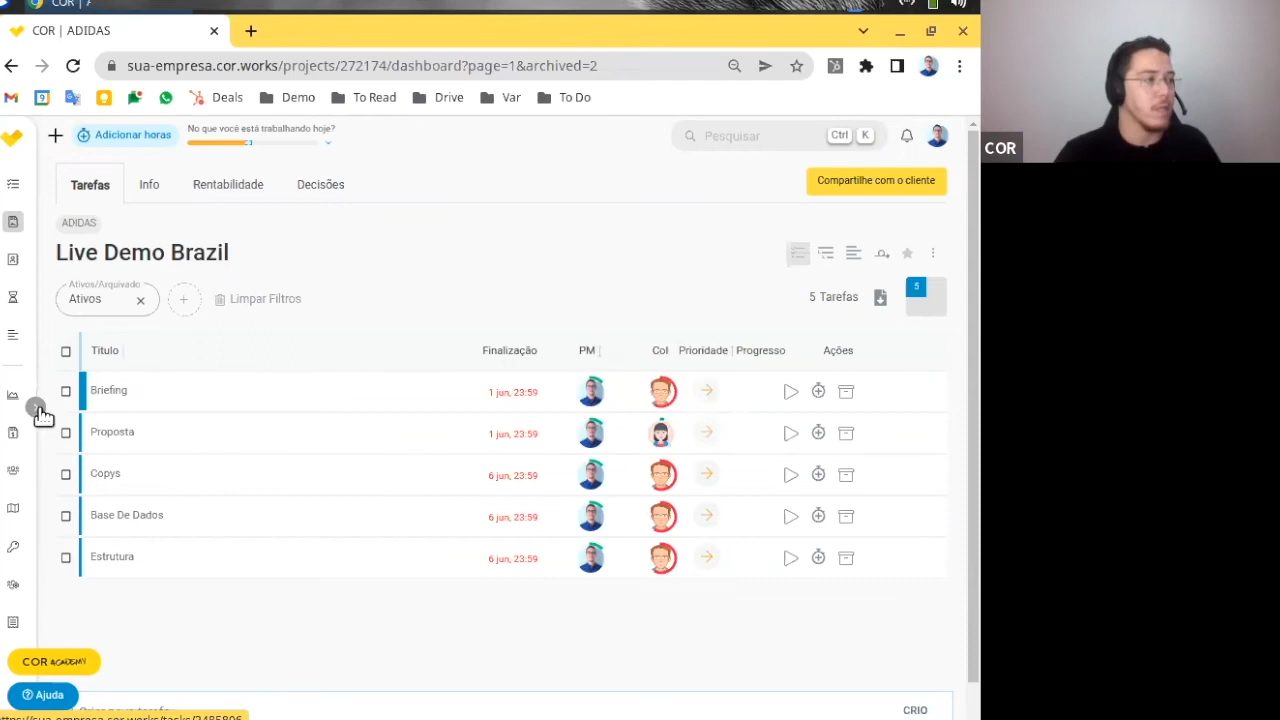 COR | A
COR | ADIDAS
sua-empresa.cor.works/projects/272174/dashboard?page=1&archived=2
Deals
Demo
To Read
Drive
Var
To Do
Adicionar horas
No que você está trabalhando hoje?
Pesquisar
Ctrl
K
COR
Tarefas
Info
Rentabilidade
Decisões
Compartilhe com o cliente
ADIDAS
Live Demo Brazil
Ativos/Arquivado
Ativos
Limpar Filtros
5 Tarefas
5
Título
Finalização
PM
Col
Prioridade
Progresso
Ações
Briefing
1 jun, 23:59
Proposta
1 jun, 23:59
Copys
6 jun, 23:59
Base De Dados
6 jun, 23:59
Estrutura
6 jun, 23:59
COR ACADEMY
Ajuda
CRIO